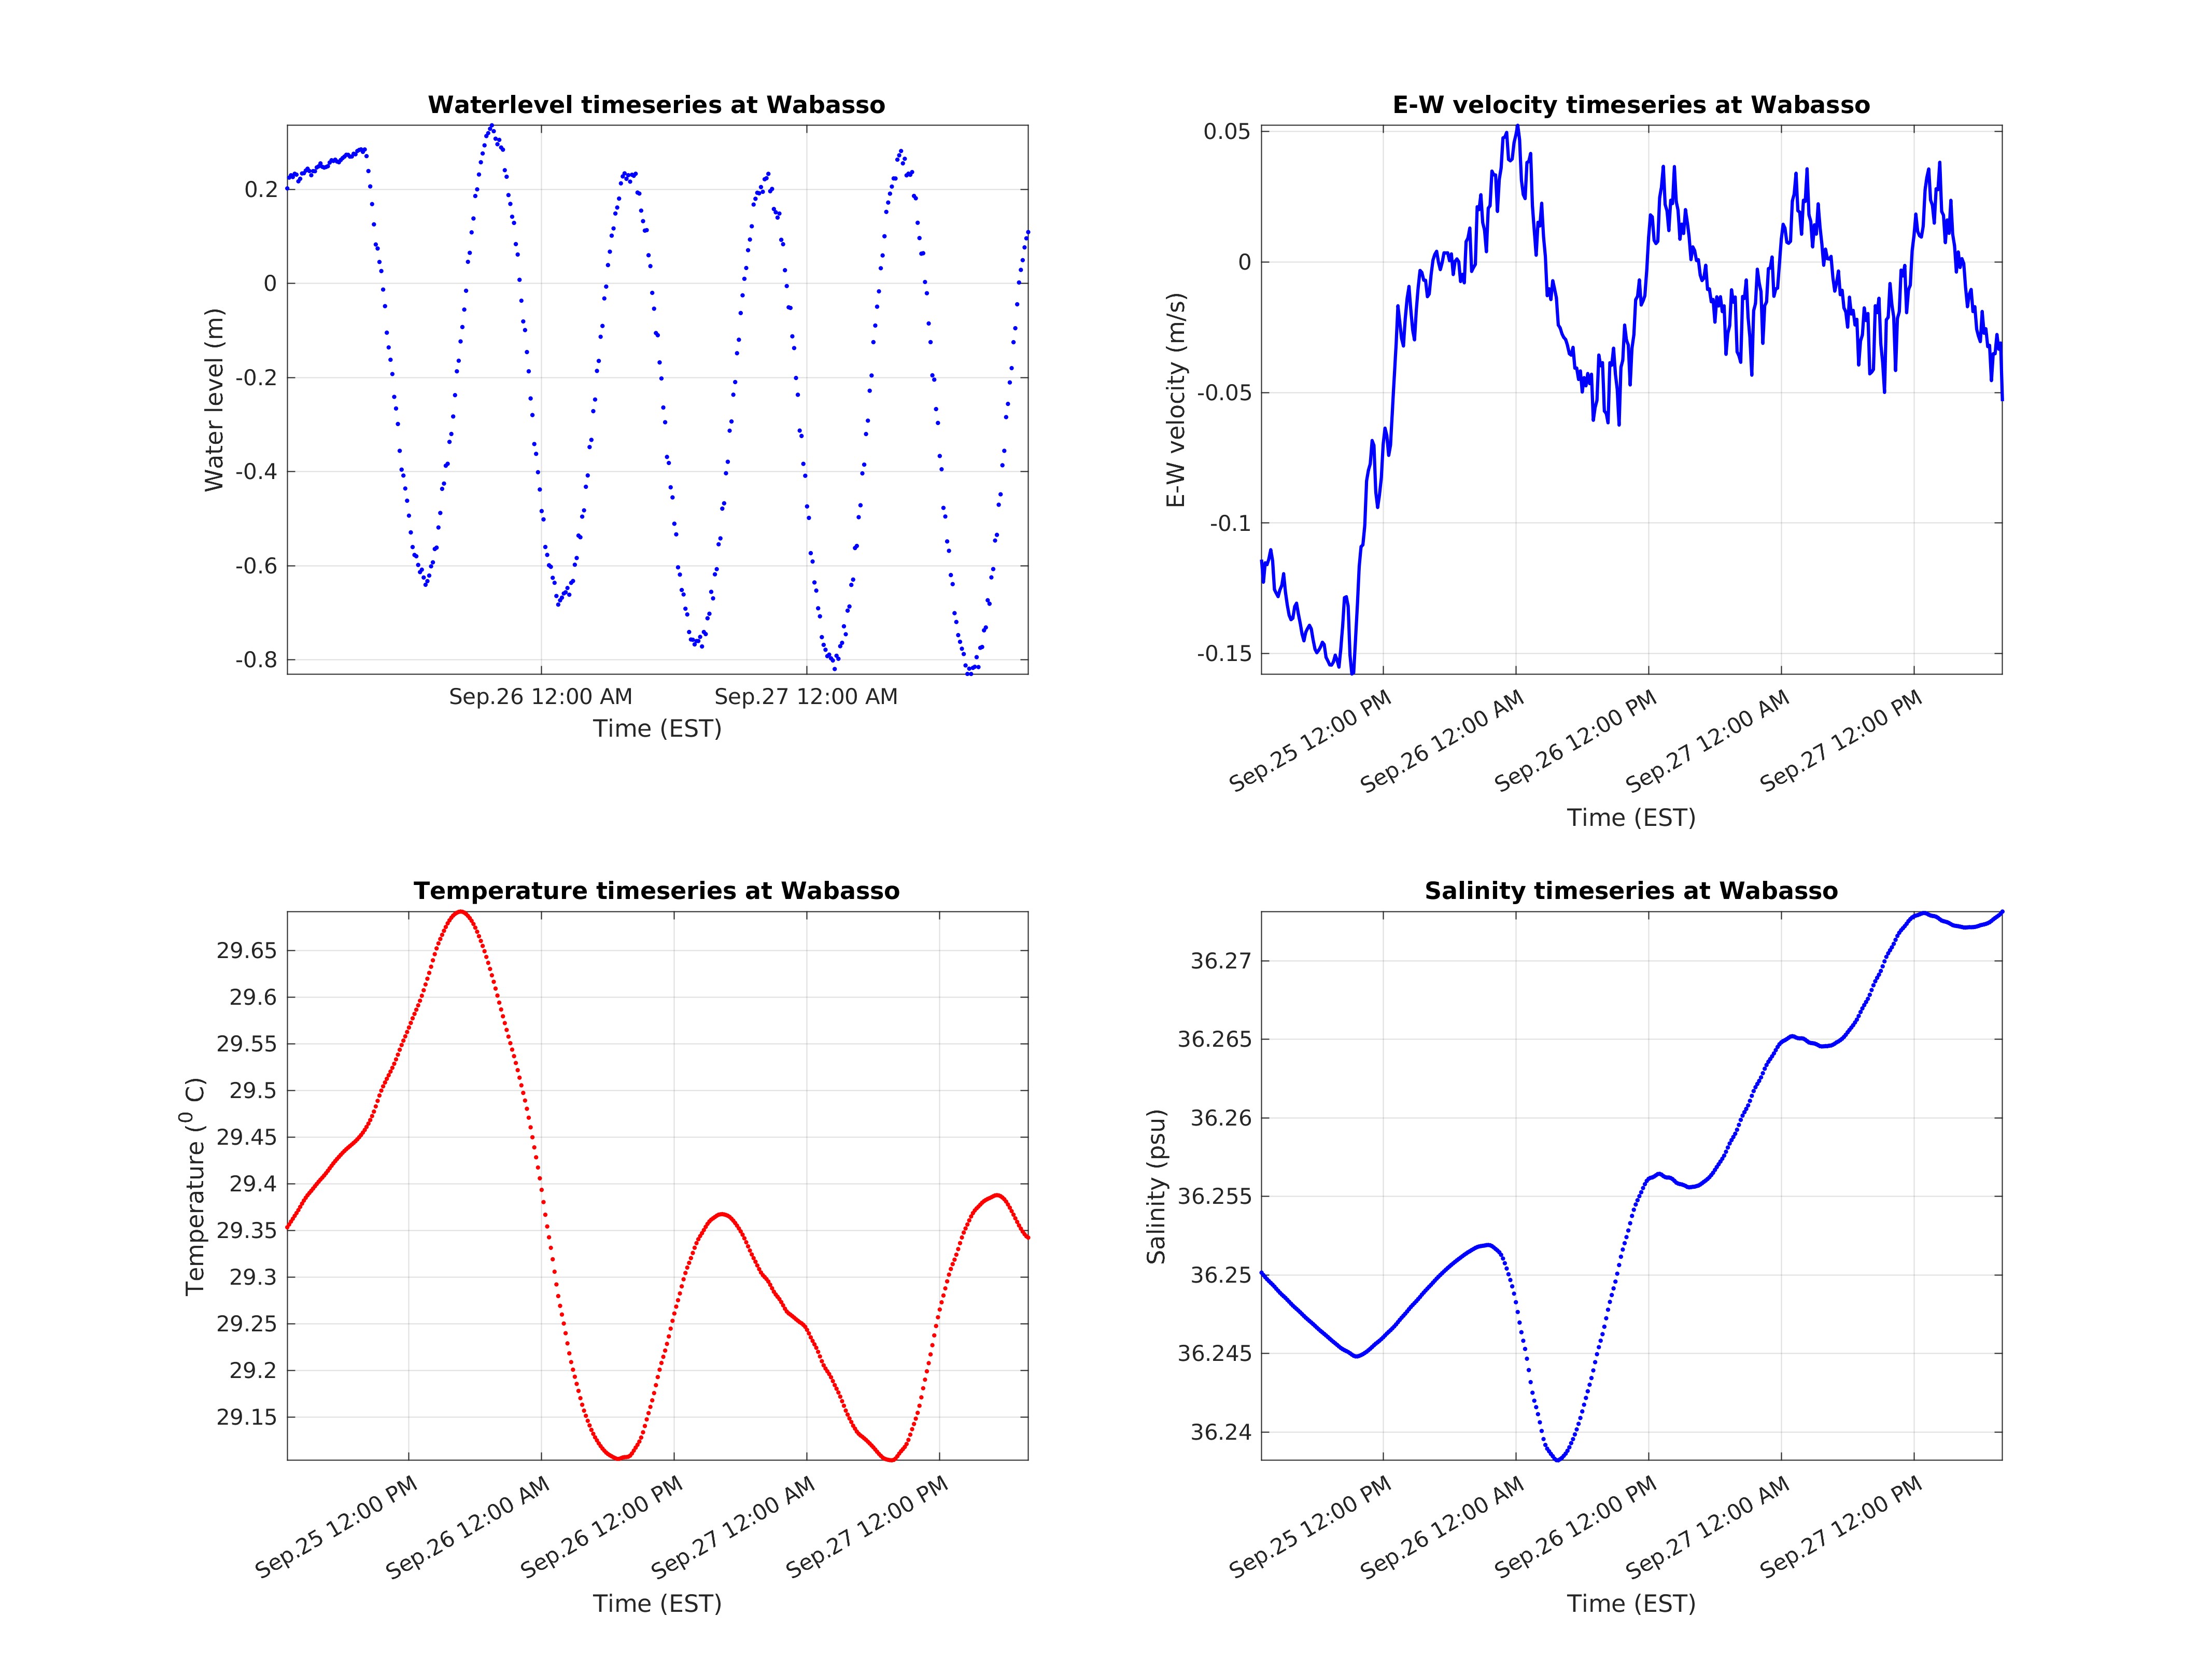 Waterlevel timeseries at Wabasso
Water level (m)
0.2
0
-0.2
-0.4
-0.6
-0.8
Sep.26 12:00 AM
Sep.27 12:00 AM
Time (EST)
E-W velocity timeseries at Wabasso
E-W velocity (m/s)
0.05
0
-0.05
-0.1
-0.15
Sep.25 12:00 PM
Sep.26 12:00 AM
Sep.26 12:00 PM
Sep.27 12:00 AM
Sep.27 12:00 PM
Time (EST)
Temperature timeseries at Wabasso
Temperature (⁰ C)
29.65
29.6
29.55
29.5
29.45
29.4
29.35
29.3
29.25
29.2
29.15
Sep.25 12:00 PM
Sep.26 12:00 AM
Sep.26 12:00 PM
Sep.27 12:00 AM
Sep.27 12:00 PM
Time (EST)
Salinity timeseries at Wabasso
Salinity (psu)
36.27
36.265
36.26
36.255
36.25
36.245
36.24
Sep.25 12:00 PM
Sep.26 12:00 AM
Sep.26 12:00 PM
Sep.27 12:00 AM
Sep.27 12:00 PM
Time (EST)